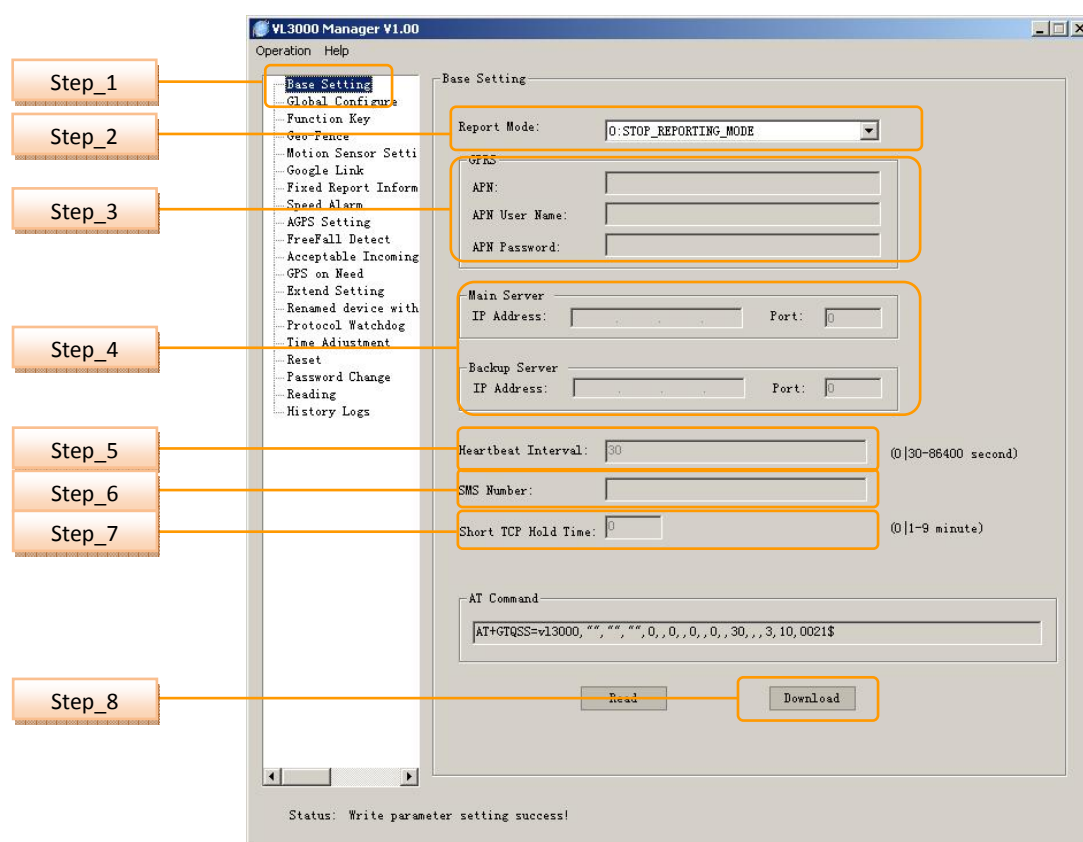 VL3000 Manager V1.00
Operation Help
Step_1
Step_2
Step_3
Step_4
Step_5
Step_6
Step_7
Step_8
Base Setting
Global Configure
Function Key
Geo Fence
Motion Sensor Setti
Google Link
Fixed Report Inform
Speed Alarm
AGPS Setting
FreeFall Detect
Acceptable Incoming
GPS on Need
Extend Setting
Renamed device with
Protocol Watchdog
Time Adjustment
Reset
Password Change
Reading
History Logs
Base Setting
Report Mode: 0:STOP_REPORTING_MODE
GPRS
APN:
APN User Name:
APN Password:
Main Server
IP Address: . . . Port: 0
Backup Server
IP Address: . . . Port: 0
Heartbeat Interval: 30 (0|30-86400 second)
SMS Number:
Short TCP Hold Time: 0 (0|1-9 minute)
AT Command
AT+GTQSS=vl3000,"","","",0,,0,,0,,0,,30,,,3,10,0021$
Read Download
Status: Write parameter setting success!